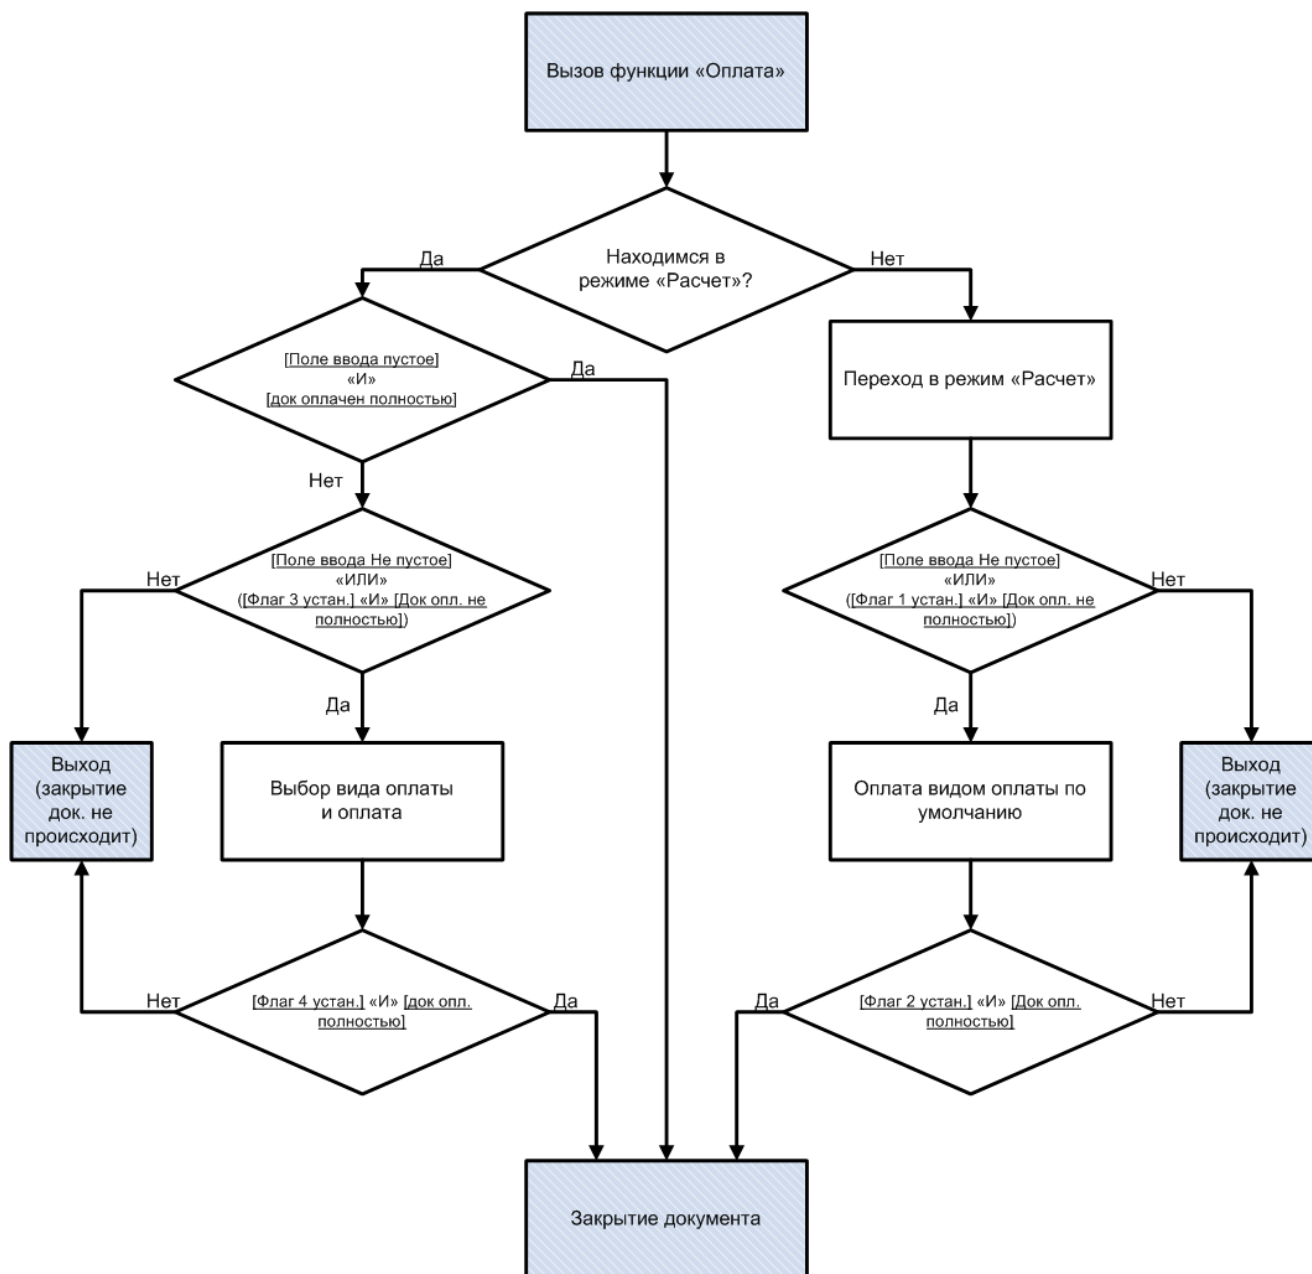 Вызов функции «Оплата»
Находимся в
режиме «Расчет»?
Да
Нет
[Поле ввода пустое]
«И»
[док оплачен полностью]
Да
Переход в режим «Расчет»
Нет
[Поле ввода Не пустое]
«ИЛИ»
([Флаг 3 устан.] «И» [Док опл. не
полностью])
Нет
Да
[Поле ввода Не пустое]
«ИЛИ»
([Флаг 1 устан.] «И» [Док опл. не
полностью])
Нет
Да
Выход
(закрытие
док. не
происходит)
Выбор вида оплаты
и оплата
Оплата видом оплаты по
умолчанию
Выход
(закрытие
док. не
происходит)
Нет
[Флаг 4 устан.] «И» [док опл.
полностью]
Да
Да
[Флаг 2 устан.] «И» [Док опл.
полностью]
Нет
Закрытие документа